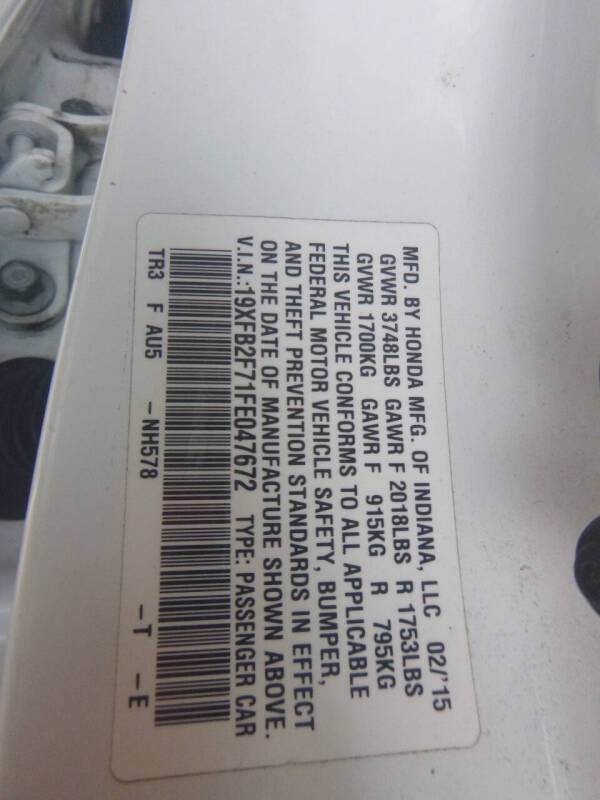 MFD. BY HONDA MFG. OF INDIANA, LLC 02/'15
GVWR 3748LBS GAWR F 2018LBS R 1753LBS
GVWR 1700KG GAWR F 915KG R 795KG
THIS VEHICLE CONFORMS TO ALL APPLICABLE
FEDERAL MOTOR VEHICLE SAFETY, BUMPER,
AND THEFT PREVENTION STANDARDS IN EFFECT
ON THE DATE OF MANUFACTURE SHOWN ABOVE.
V.I.N.:19XFB2F71FE047672 TYPE: PASSENGER CAR
TR3 F AU5 -NH578 -T -E